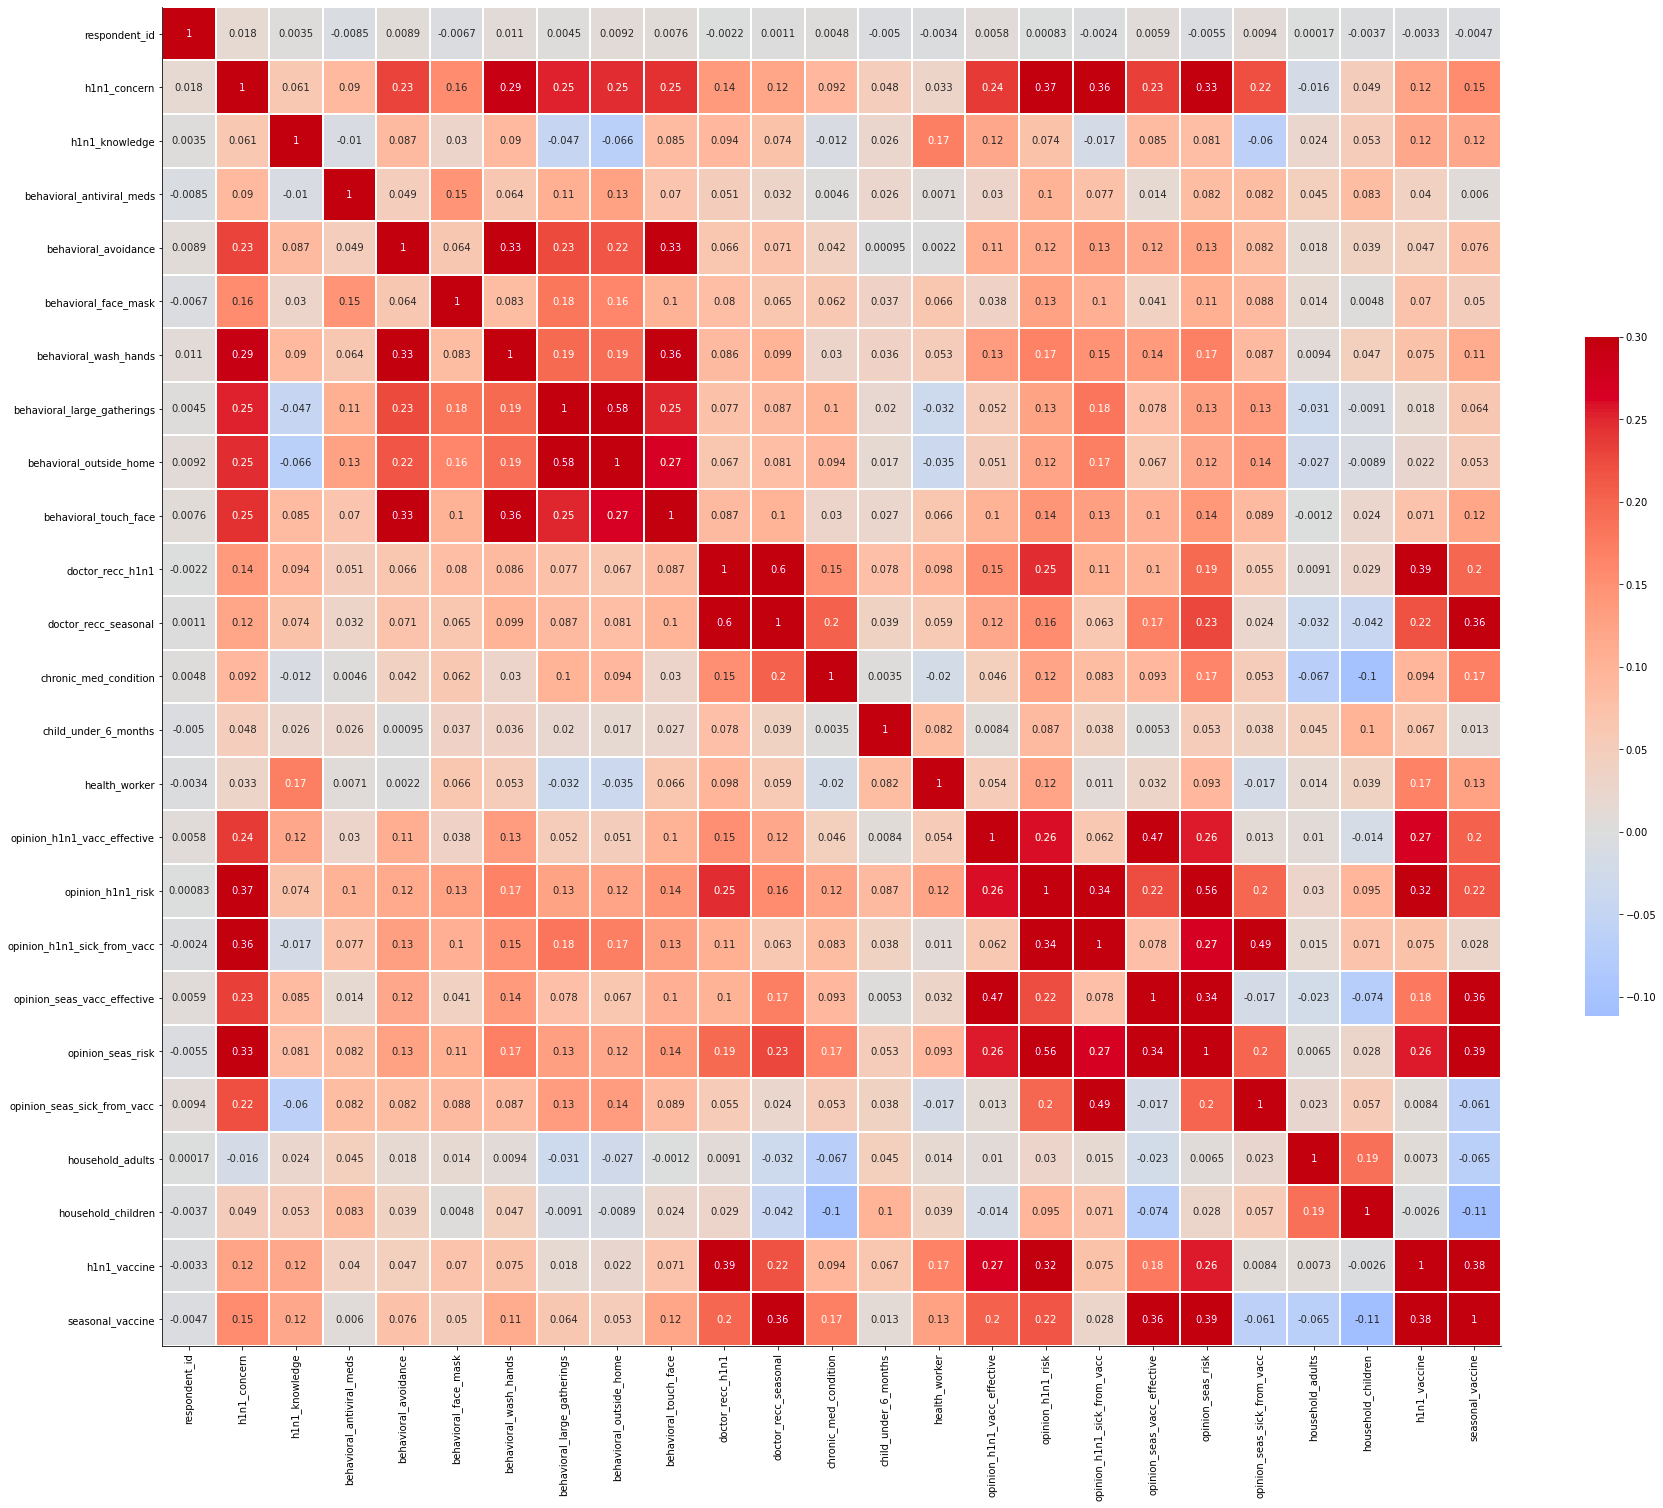 respondent_id 1 0.018 0.0035 -0.0085 0.0089 -0.0067 0.011 0.0045 0.0092 0.0076 -0.0022 0.0011 0.0048 -0.005 -0.0034 0.0058 0.00083 -0.0024 0.0059 -0.0055 0.0094 0.00017 -0.0037 -0.0033 -0.0047
h1n1_concern 0.018 1 0.061 0.09 0.23 0.16 0.29 0.25 0.25 0.25 0.14 0.12 0.092 0.048 0.033 0.24 0.37 0.36 0.23 0.33 0.22 -0.016 0.049 0.12 0.15
h1n1_knowledge 0.0035 0.061 1 -0.01 0.087 0.03 0.09 -0.047 -0.066 0.085 0.094 0.074 -0.012 0.026 0.17 0.12 0.074 -0.017 0.085 0.081 -0.06 0.024 0.053 0.12 0.12
behavioral_antiviral_meds -0.0085 0.09 -0.01 1 0.049 0.15 0.064 0.11 0.13 0.07 0.051 0.032 0.0046 0.026 0.0071 0.03 0.1 0.077 0.014 0.082 0.082 0.045 0.083 0.04 0.006
behavioral_avoidance 0.0089 0.23 0.087 0.049 1 0.064 0.33 0.23 0.22 0.33 0.066 0.071 0.042 0.00095 0.0022 0.11 0.12 0.13 0.12 0.13 0.082 0.018 0.039 0.047 0.076
behavioral_face_mask -0.0067 0.16 0.03 0.15 0.064 1 0.083 0.18 0.16 0.1 0.08 0.065 0.062 0.037 0.066 0.038 0.13 0.1 0.041 0.11 0.088 0.014 0.0048 0.07 0.05
behavioral_wash_hands 0.011 0.29 0.09 0.064 0.33 0.083 1 0.19 0.19 0.36 0.086 0.099 0.03 0.036 0.053 0.13 0.17 0.15 0.14 0.17 0.087 0.0094 0.047 0.075 0.11
behavioral_large_gatherings 0.0045 0.25 -0.047 0.11 0.23 0.18 0.19 1 0.58 0.25 0.077 0.087 0.1 0.02 -0.032 0.052 0.13 0.18 0.078 0.13 0.13 -0.031 -0.0091 0.018 0.064
behavioral_outside_home 0.0092 0.25 -0.066 0.13 0.22 0.16 0.19 0.58 1 0.27 0.067 0.081 0.094 0.017 -0.035 0.051 0.12 0.17 0.067 0.12 0.14 -0.027 -0.0089 0.022 0.053
behavioral_touch_face 0.0076 0.25 0.085 0.07 0.33 0.1 0.36 0.25 0.27 1 0.087 0.1 0.03 0.027 0.066 0.1 0.14 0.13 0.1 0.14 0.089 -0.0012 0.024 0.071 0.12
doctor_recc_h1n1 -0.0022 0.14 0.094 0.051 0.066 0.08 0.086 0.077 0.067 0.087 1 0.6 0.15 0.078 0.098 0.15 0.25 0.11 0.1 0.19 0.055 0.0091 0.029 0.39 0.2
doctor_recc_seasonal 0.0011 0.12 0.074 0.032 0.071 0.065 0.099 0.087 0.081 0.1 0.6 1 0.2 0.039 0.059 0.12 0.16 0.063 0.17 0.23 0.024 -0.032 -0.042 0.22 0.36
chronic_med_condition 0.0048 0.092 -0.012 0.0046 0.042 0.062 0.03 0.1 0.094 0.03 0.15 0.2 1 0.0035 -0.02 0.046 0.12 0.083 0.093 0.17 0.053 -0.067 -0.1 0.094 0.17
child_under_6_months -0.005 0.048 0.026 0.026 0.00095 0.037 0.036 0.02 0.017 0.027 0.078 0.039 0.0035 1 0.082 0.0084 0.087 0.038 0.0053 0.053 0.038 0.045 0.1 0.067 0.013
health_worker -0.0034 0.033 0.17 0.0071 0.0022 0.066 0.053 -0.032 -0.035 0.066 0.098 0.059 -0.02 0.082 1 0.054 0.12 0.011 0.032 0.093 -0.017 0.014 0.039 0.17 0.13
opinion_h1n1_vacc_effective 0.0058 0.24 0.12 0.03 0.11 0.038 0.13 0.052 0.051 0.1 0.15 0.12 0.046 0.0084 0.054 1 0.26 0.062 0.47 0.26 0.013 0.01 -0.014 0.27 0.2
opinion_h1n1_risk 0.00083 0.37 0.074 0.1 0.12 0.13 0.17 0.13 0.12 0.14 0.25 0.16 0.12 0.087 0.12 0.26 1 0.34 0.22 0.56 0.2 0.03 0.095 0.32 0.22
opinion_h1n1_sick_from_vacc -0.0024 0.36 -0.017 0.077 0.13 0.1 0.15 0.18 0.17 0.13 0.11 0.063 0.083 0.038 0.011 0.062 0.34 1 0.078 0.27 0.49 0.015 0.071 0.075 0.028
opinion_seas_vacc_effective 0.0059 0.23 0.085 0.014 0.12 0.041 0.14 0.078 0.067 0.1 0.1 0.17 0.093 0.0053 0.032 0.47 0.22 0.078 1 0.34 -0.017 -0.023 -0.074 0.18 0.36
opinion_seas_risk -0.0055 0.33 0.081 0.082 0.13 0.11 0.17 0.13 0.12 0.14 0.19 0.23 0.17 0.053 0.093 0.26 0.56 0.27 0.34 1 0.2 0.0065 0.028 0.26 0.39
opinion_seas_sick_from_vacc 0.0094 0.22 -0.06 0.082 0.082 0.088 0.087 0.13 0.14 0.089 0.055 0.024 0.053 0.038 -0.017 0.013 0.2 0.49 -0.017 0.2 1 0.023 0.057 0.0084 -0.061
household_adults 0.00017 -0.016 0.024 0.045 0.018 0.014 0.0094 -0.031 -0.027 -0.0012 0.0091 -0.032 -0.067 0.045 0.014 0.01 0.03 0.015 -0.023 0.0065 0.023 1 0.19 0.0073 -0.065
household_children -0.0037 0.049 0.053 0.083 0.039 0.0048 0.047 -0.0091 -0.0089 0.024 0.029 -0.042 -0.1 0.1 0.039 -0.014 0.095 0.071 -0.074 0.028 0.057 0.19 1 -0.0026 -0.11
h1n1_vaccine -0.0033 0.12 0.12 0.04 0.047 0.07 0.075 0.018 0.022 0.071 0.39 0.22 0.094 0.067 0.17 0.27 0.32 0.075 0.18 0.26 0.0084 0.0073 -0.0026 1 0.38
seasonal_vaccine -0.0047 0.15 0.12 0.006 0.076 0.05 0.11 0.064 0.053 0.12 0.2 0.36 0.17 0.013 0.13 0.2 0.22 0.028 0.36 0.39 -0.061 -0.065 -0.11 0.38 1
respondent_id
h1n1_concern
h1n1_knowledge
behavioral_antiviral_meds
behavioral_avoidance
behavioral_face_mask
behavioral_wash_hands
behavioral_large_gatherings
behavioral_outside_home
behavioral_touch_face
doctor_recc_h1n1
doctor_recc_seasonal
chronic_med_condition
child_under_6_months
health_worker
opinion_h1n1_vacc_effective
opinion_h1n1_risk
opinion_h1n1_sick_from_vacc
opinion_seas_vacc_effective
opinion_seas_risk
opinion_seas_sick_from_vacc
household_adults
household_children
h1n1_vaccine
seasonal_vaccine
0.30
0.25
0.20
0.15
0.10
0.05
0.00
−0.05
−0.10